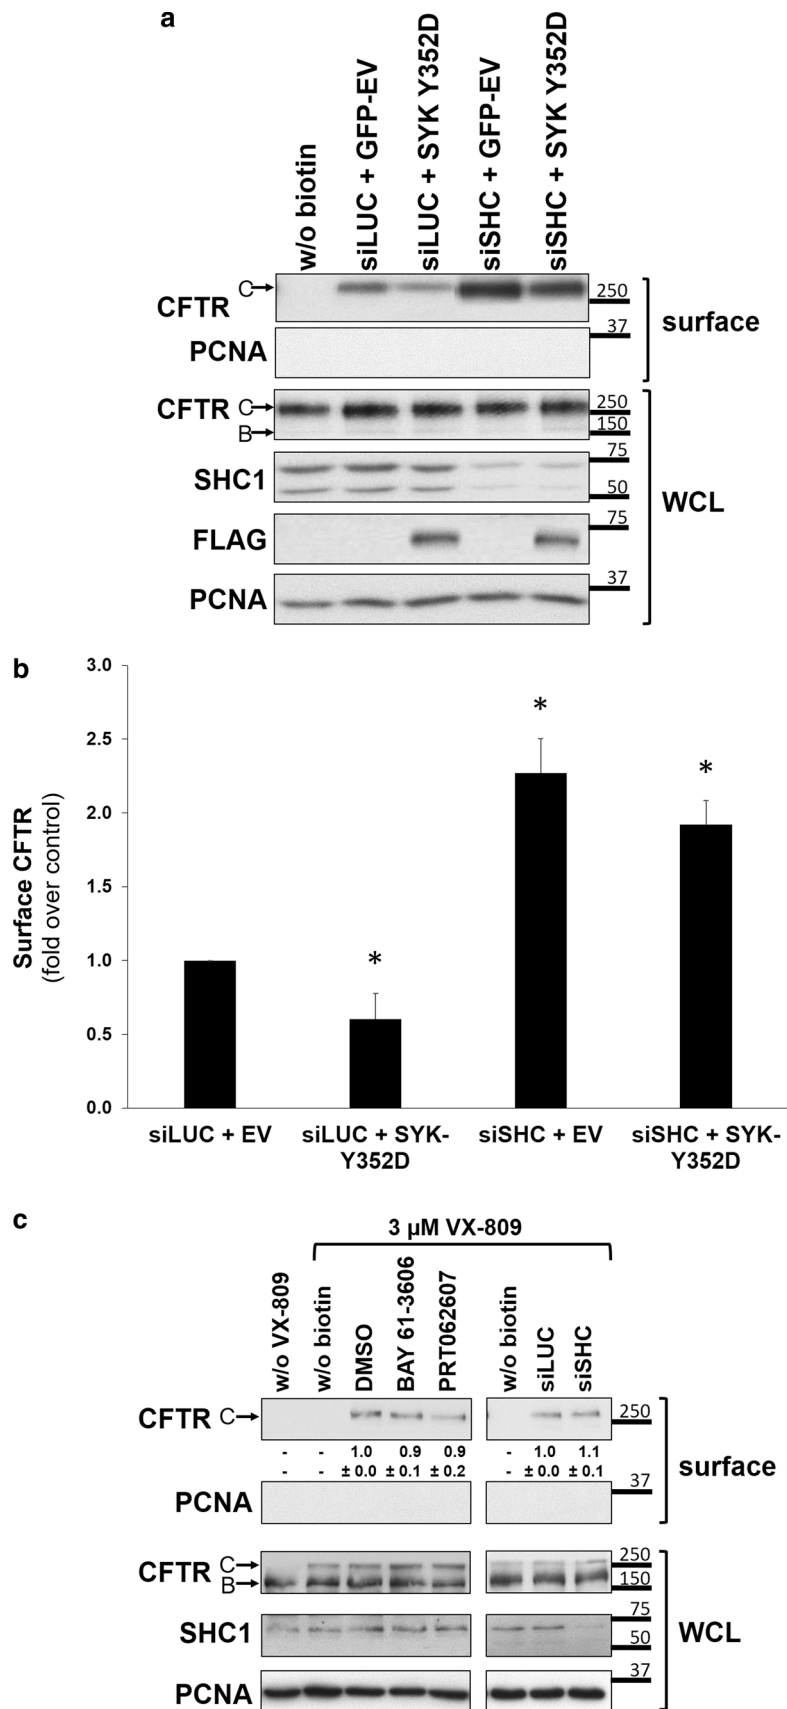 a
w/o biotin
siLUC + GFP-EV
siLUC + SYK Y352D
siSHC + GFP-EV
siSHC + SYK Y352D
CFTR C 250
PCNA 37
surface
CFTR C 250
B 150
SHC1 75
50
FLAG 75
PCNA 37
WCL
b
Surface CFTR
(fold over control)
3.0
2.5
2.0
1.5
1.0
0.5
0.0
* * * 
siLUC + EV
siLUC + SYK-
Y352D
siSHC + EV
siSHC + SYK-
Y352D
c
3 µM VX-809
w/o VX-809
w/o biotin
DMSO
BAY 61-3606
PRT062607
w/o biotin
siLUC
siSHC
CFTR C 250
- - 1.0 0.9 0.9 - 1.0 1.1
- - ± 0.0 ± 0.1 ± 0.2 - ± 0.0 ± 0.1
PCNA 37
surface
CFTR C 250
B 150
SHC1 75
50
PCNA 37
WCL